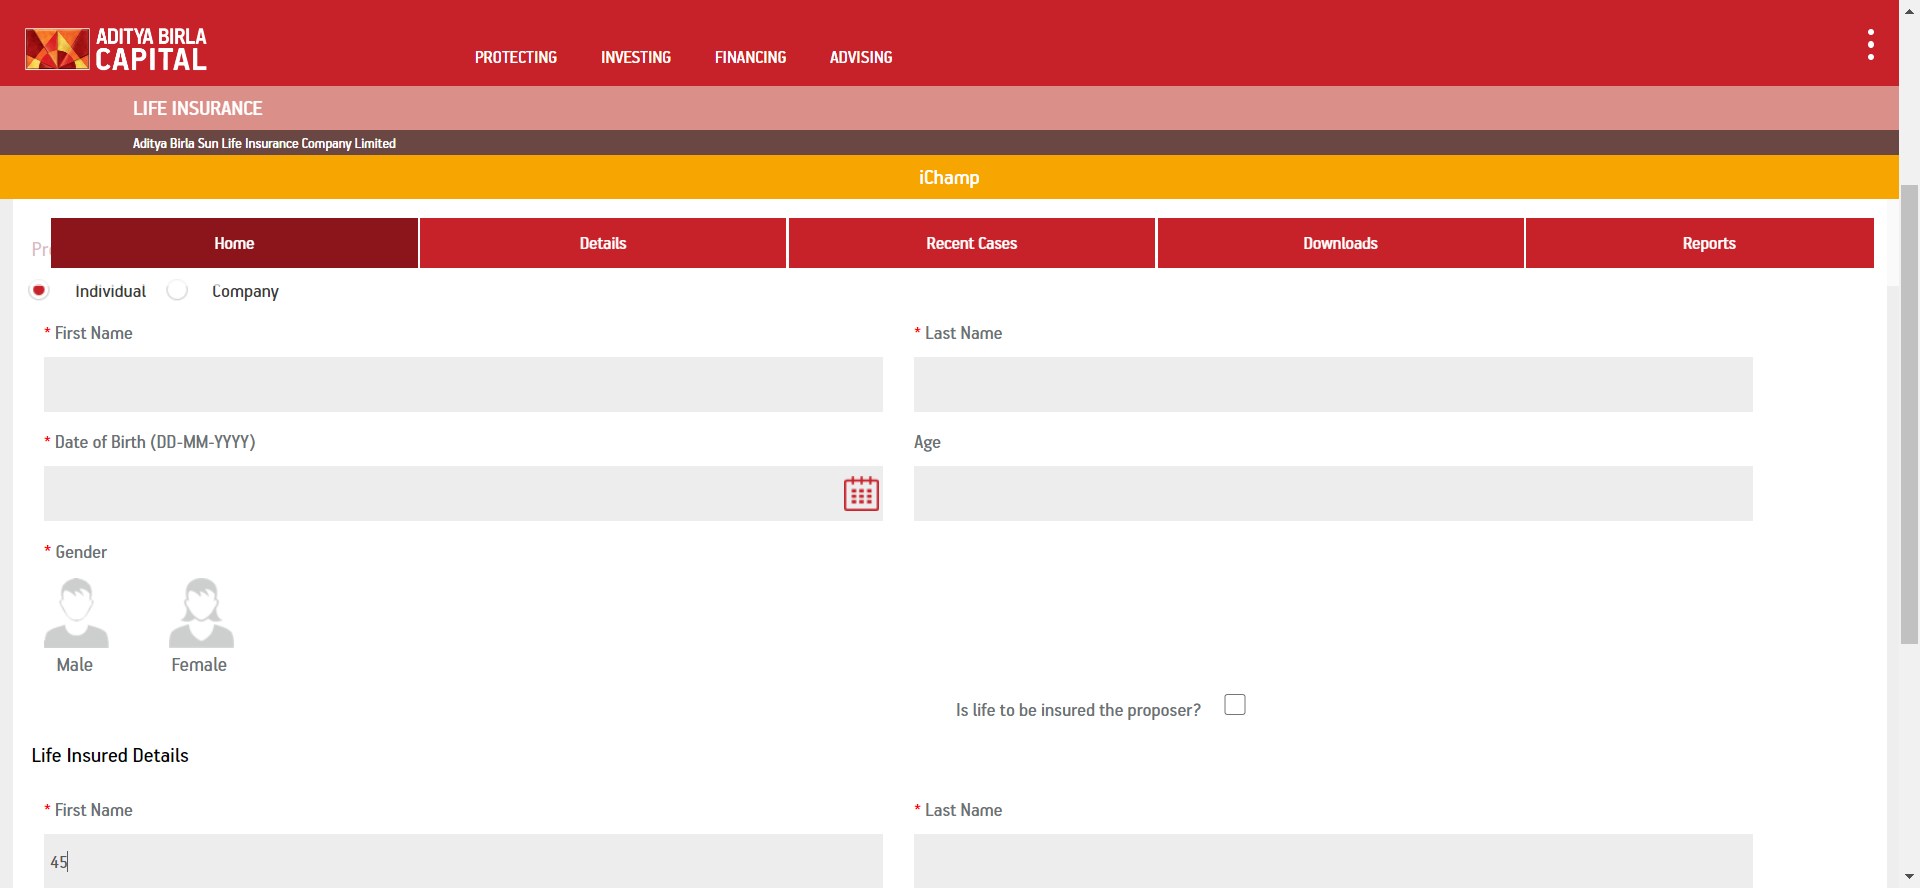 ADITYA BIRLA
CAPITAL
PROTECTING INVESTING FINANCING ADVISING
LIFE INSURANCE
Aditya Birla Sun Life Insurance Company Limited
iChamp
Home Details Recent Cases Downloads Reports
Individual Company
* First Name * Last Name
* Date of Birth (DD-MM-YYYY) Age
* Gender
Male Female
Is life to be insured the proposer?
Life Insured Details
* First Name * Last Name
45